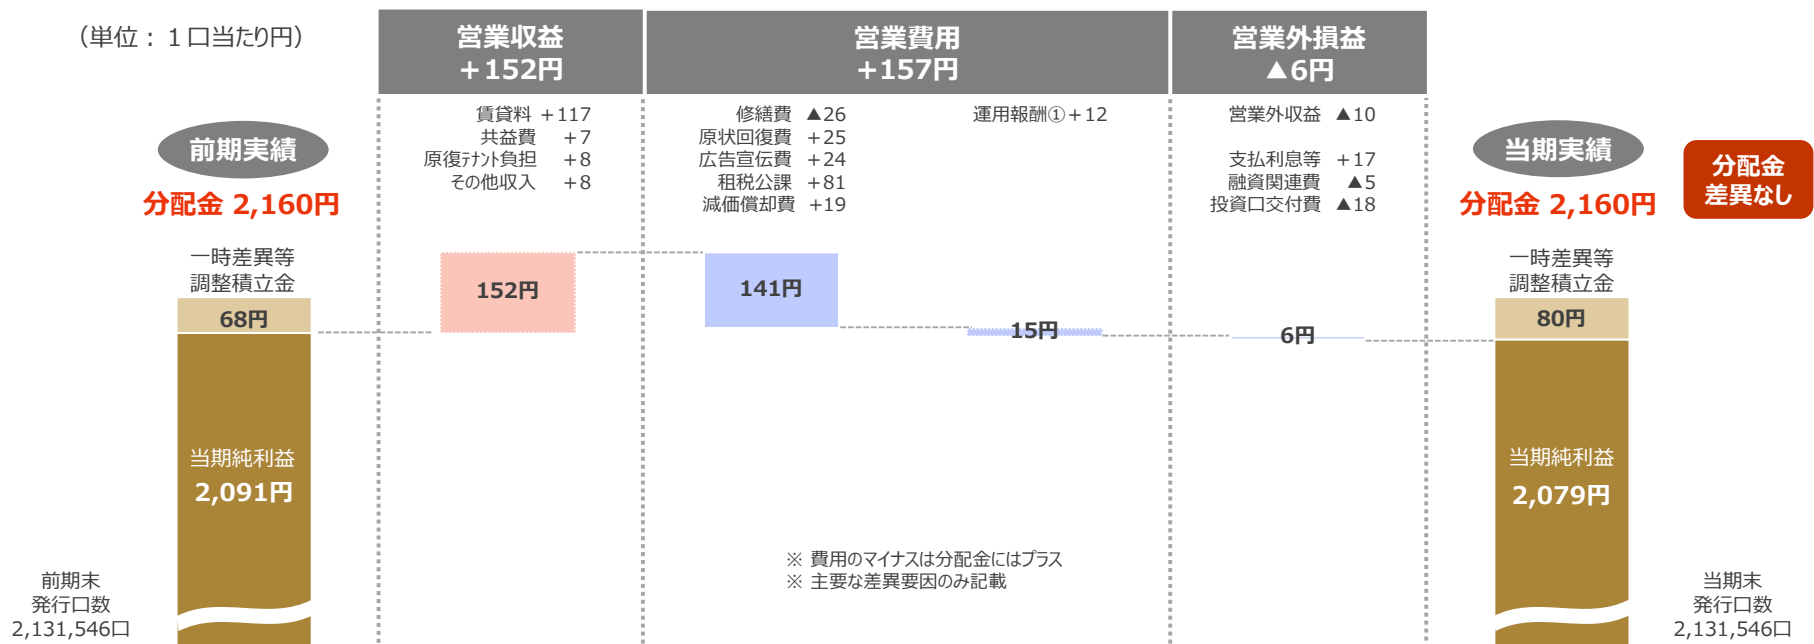 （単位：１口当たり円）
前期実績
分配金 2,160円
一時差異等
調整積立金
68円
当期純利益
2,091円
前期末
発行口数
2,131,546口
営業収益
+152円
賃貸料 +117
共益費 +7
原復ﾃﾅﾝﾄ負担 +8
その他収入 +8
152円
営業費用
+157円
修繕費 ▲26
原状回復費 +25
広告宣伝費 +24
租税公課 +81
減価償却費 +19
運用報酬①+12
141円
15円
※ 費用のマイナスは分配金にはプラス
※ 主要な差異要因のみ記載
営業外損益
▲6円
営業外収益 ▲10
支払利息等 +17
融資関連費 ▲5
投資口交付費 ▲18
6円
当期実績
分配金 2,160円
分配金
差異なし
一時差異等
調整積立金
80円
当期純利益
2,079円
当期末
発行口数
2,131,546口